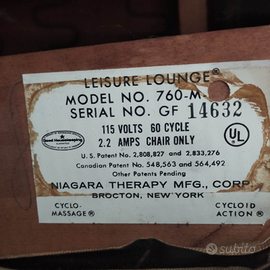 LEISURE LOUNGE®
MODEL NO. 760-M
SERIAL NO. GF 14632
115 VOLTS 60 CYCLE
2.2 AMPS CHAIR ONLY
UL
U.S. Patent No. 2,808,827 and 2,833,276
Canadian Patent No. 548,563 and 564,492
Other Patents Pending
NIAGARA THERAPY MFG., CORP.
BROCTON, NEW YORK
CYCLO-
MASSAGE®
CYCLOID
ACTION®
subito